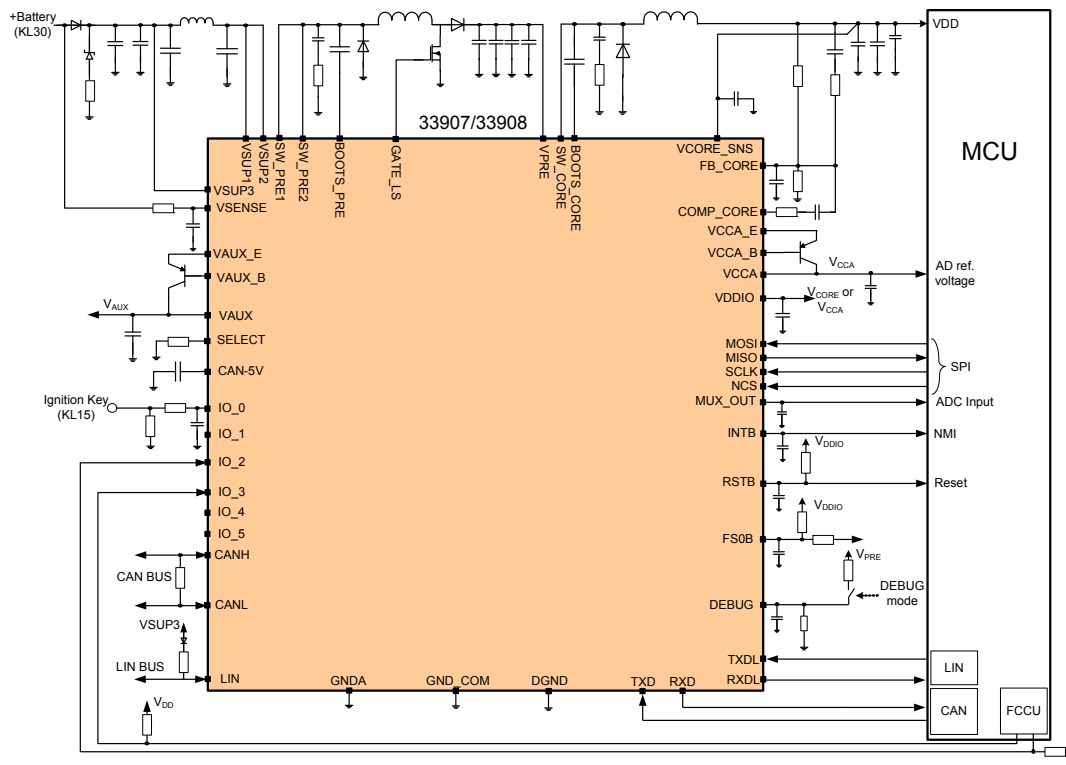 +Battery
(KL30)
VDD
33907/33908
MCU
VSUP1
VSUP2
SW_PRE1
SW_PRE2
BOOTS_PRE
GATE_LS
VPRE
SW_CORE
BOOTS_CORE
VCORE_SNS
FB_CORE
COMP_CORE
VCCA_E
VCCA_B
VCCA
VCCA
AD ref.
voltage
VDDIO
VCORE or
VCCA
MOSI
MISO
SCLK
NCS
SPI
MUX_OUT
ADC Input
INTB
NMI
VDDIO
RSTB
Reset
VDDIO
FS0B
VPRE
DEBUG
mode
DEBUG
TXDL
RXDL
LIN
CAN
FCCU
VSUP3
VSENSE
VAUX_E
VAUX_B
VAUX
VAUX
SELECT
CAN-5V
Ignition Key
(KL15)
IO_0
IO_1
IO_2
IO_3
IO_4
IO_5
CANH
CAN BUS
CANL
VSUP3
LIN BUS
LIN
VDD
GNDA
GND_COM
DGND
TXD
RXD